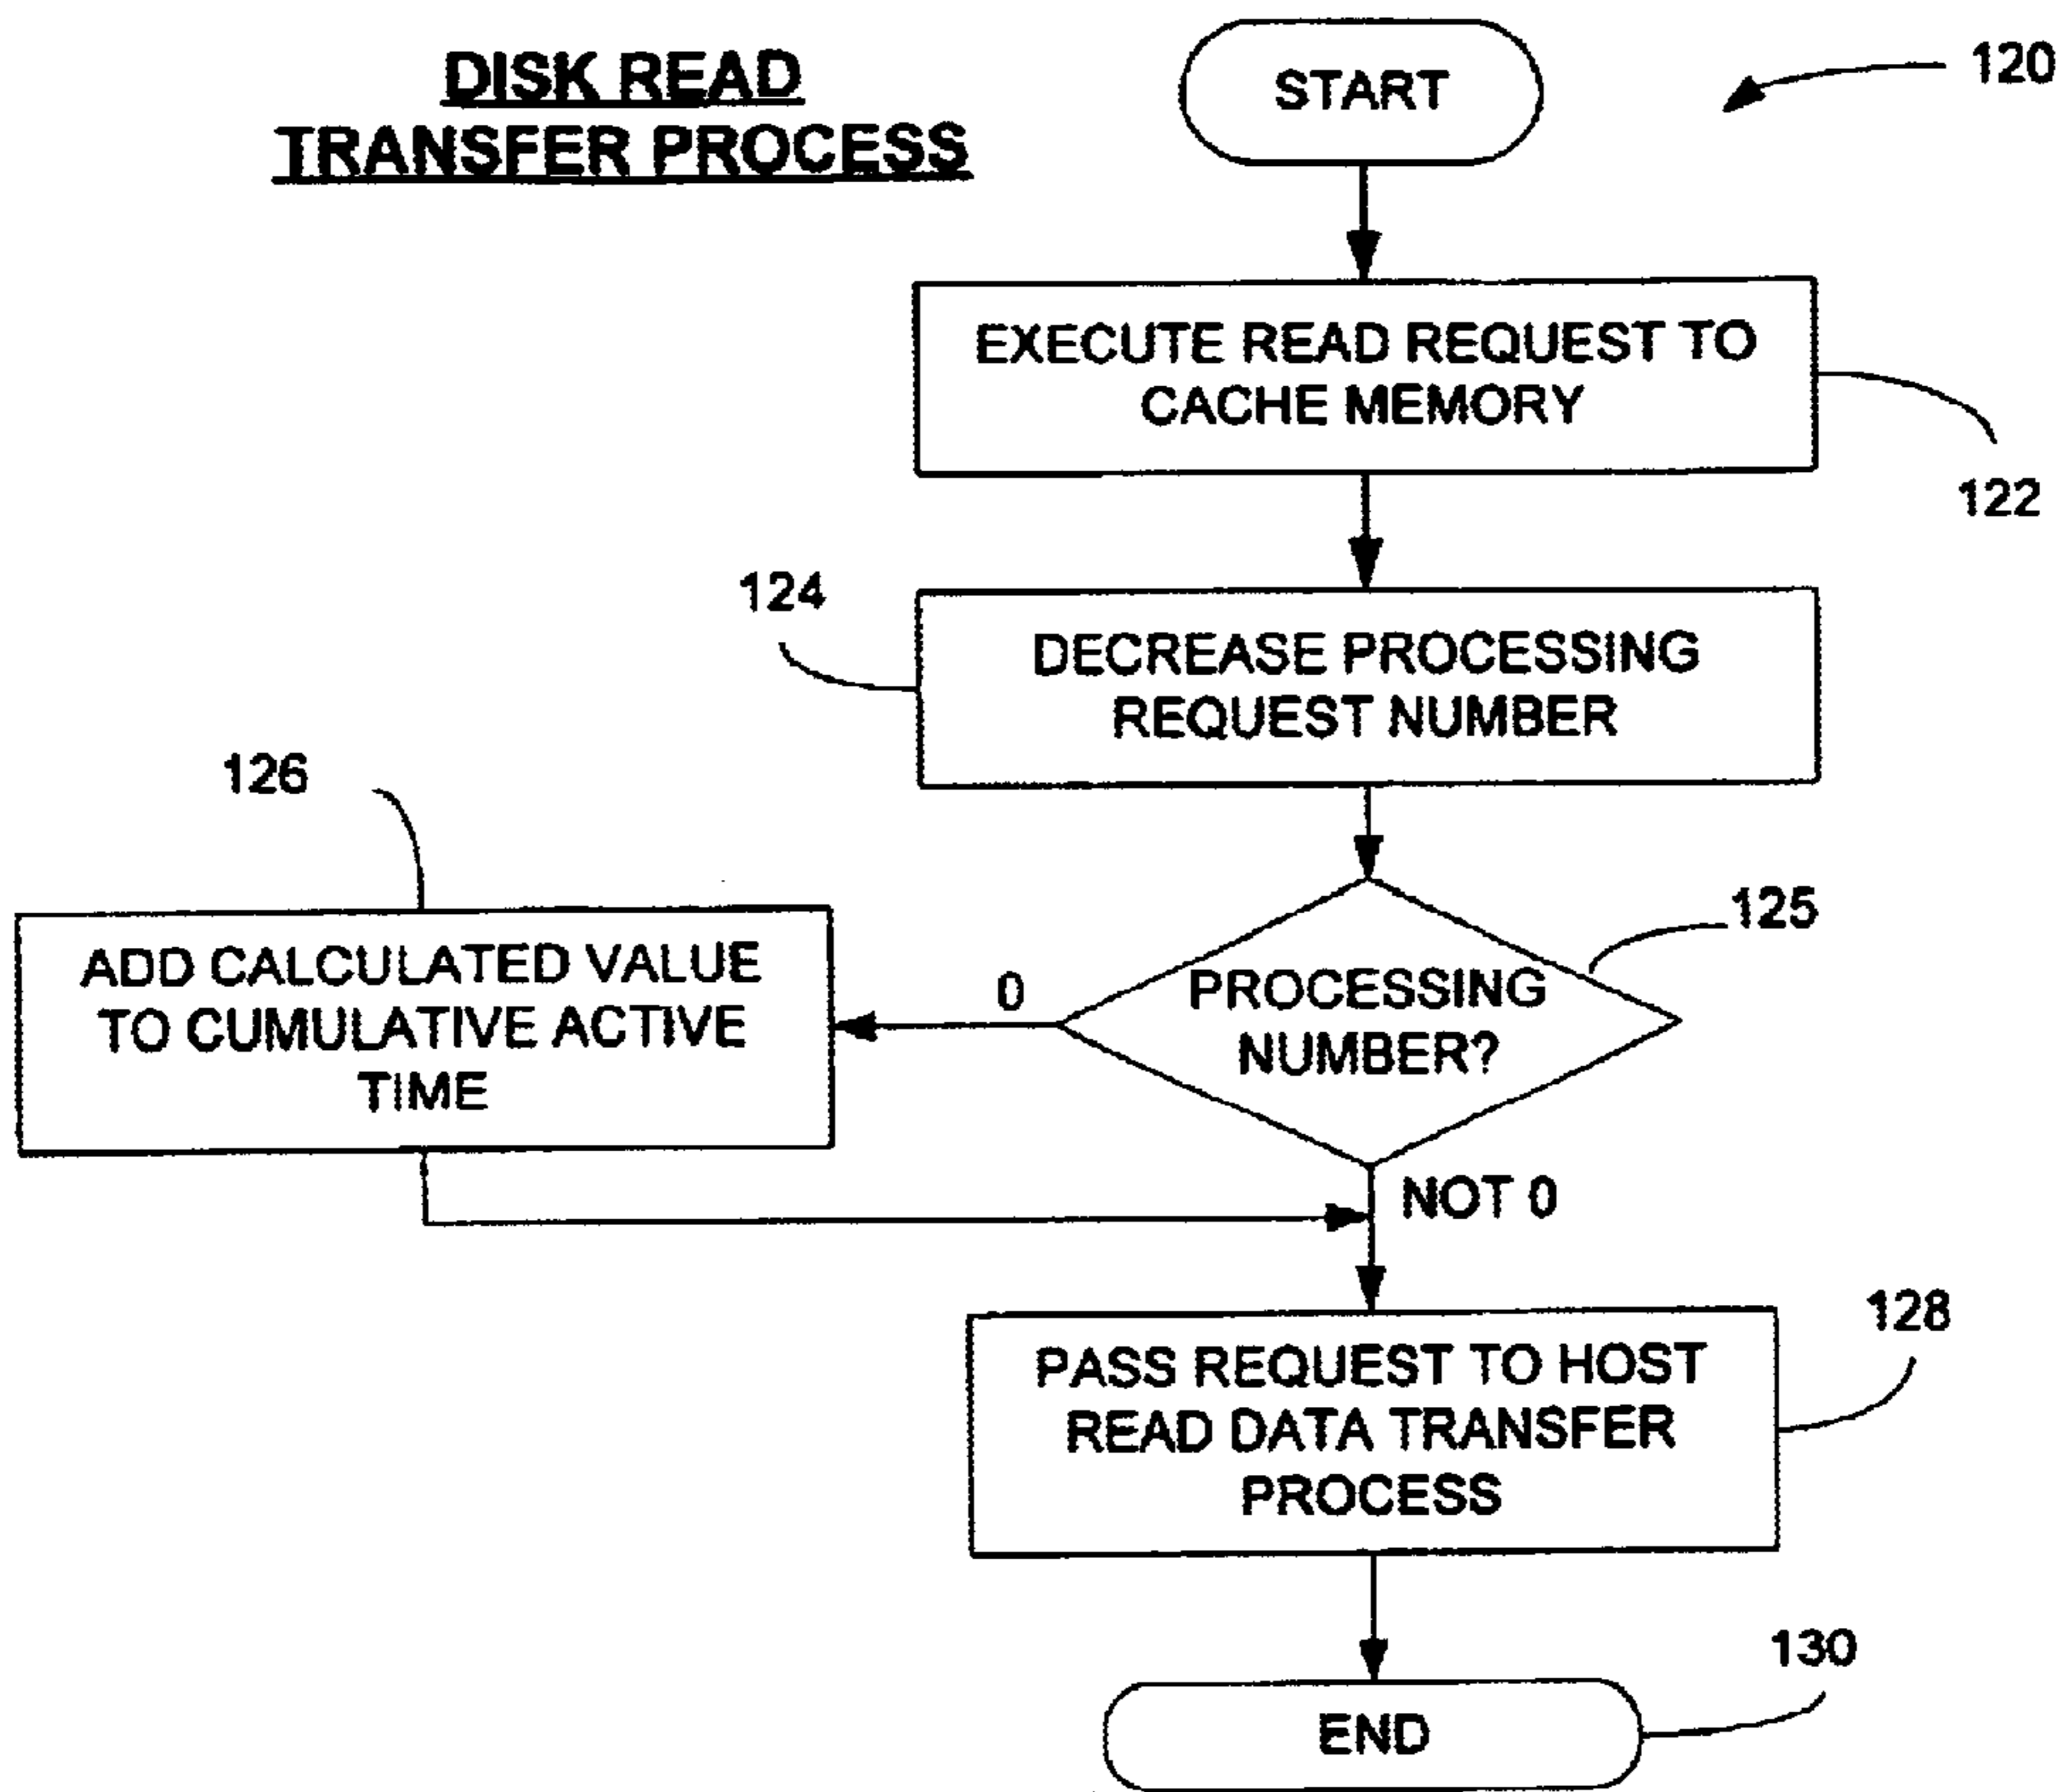 DISK READ
TRANSFER PROCESS
START
120
EXECUTE READ REQUEST TO
CACHE MEMORY
122
124
DECREASE PROCESSING
REQUEST NUMBER
126
125
ADD CALCULATED VALUE
TO CUMULATIVE ACTIVE
TIME
0
PROCESSING
NUMBER?
NOT 0
128
PASS REQUEST TO HOST
READ DATA TRANSFER
PROCESS
130
END